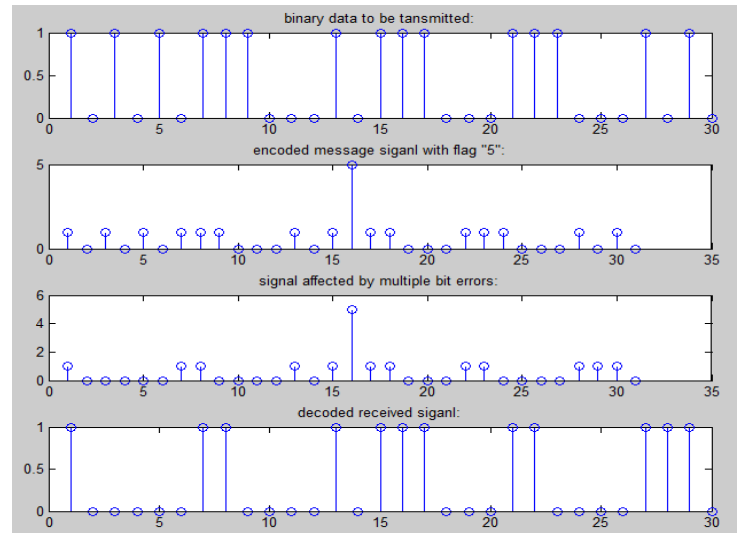 binary data to be tansmitted:
1
0.5
0
0 5 10 15 20 25 30
encoded message siganl with flag "5":
5
0
0 5 10 15 20 25 30 35
signal affected by multiple bit errors:
6
4
2
0
0 5 10 15 20 25 30 35
decoded received siganl:
1
0.5
0
0 5 10 15 20 25 30